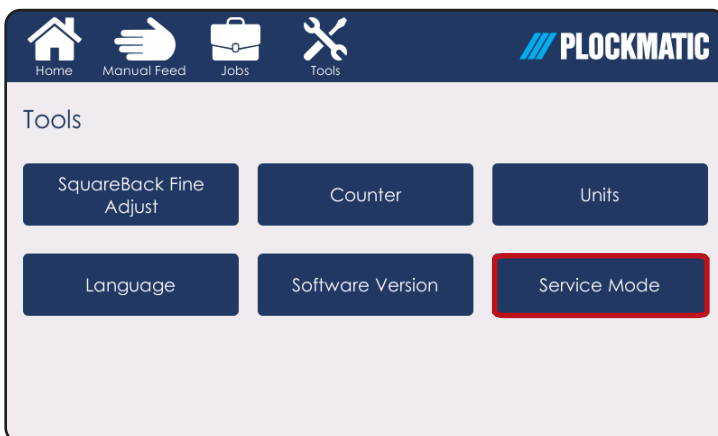 Home Manual Feed Jobs Tools
PLOCKMATIC
Tools
SquareBack Fine
Adjust
Counter
Units
Language
Software Version
Service Mode